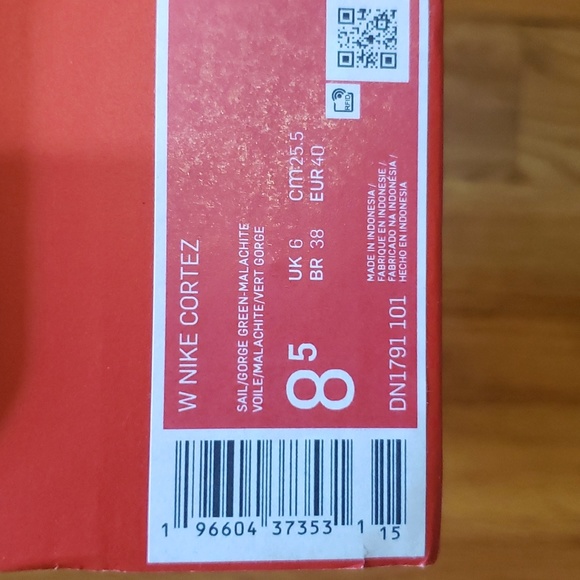 W NIKE CORTEZ
SAIL/GORGE GREEN-MALACHITE
VOILE/MALACHITE/VERT GORGE
8⁵
UK 6 cm 25.5
BR 38 EUR 40
RFID
DN1791 101
MADE IN INDONESIA /
FABRIQUE EN INDONESIE /
FABRICADO NA INDONÉSIA /
HECHO EN INDONESIA
1 96604 37353 1 15